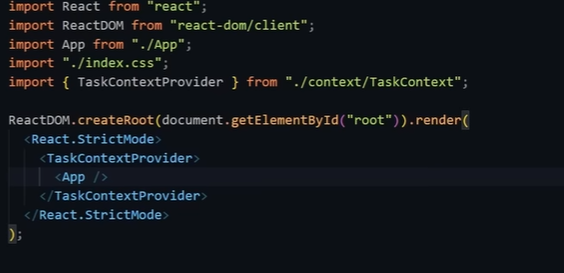 import React from "react";
import ReactDOM from "react-dom/client";
import App from "./App";
import "./index.css";
import { TaskContextProvider } from "./context/TaskContext";
ReactDOM.createRoot(document.getElementById("root")).render(
<React.StrictMode>
<TaskContextProvider>
<App />
</TaskContextProvider>
</React.StrictMode>
);